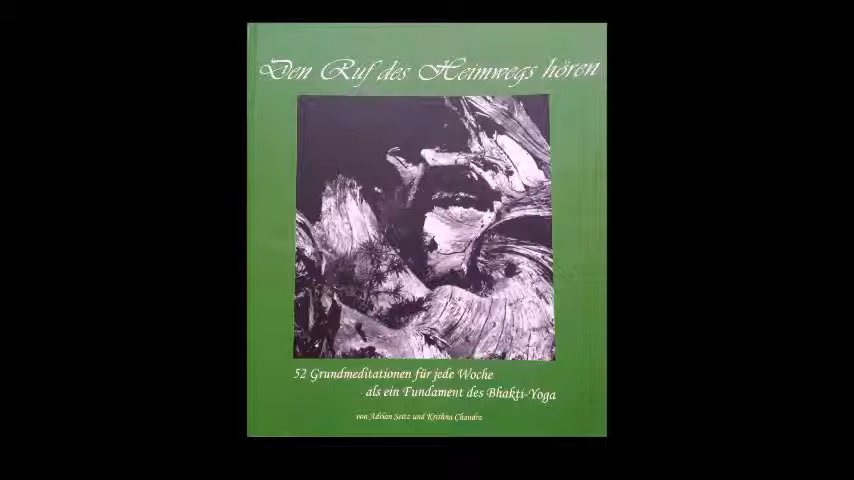 Den Ruf des Heimwegs hören
52 Grundmeditationen für jede Woche
als ein Fundament des Bhakti-Yoga
von Adrian Seitz und Krishna Chandra